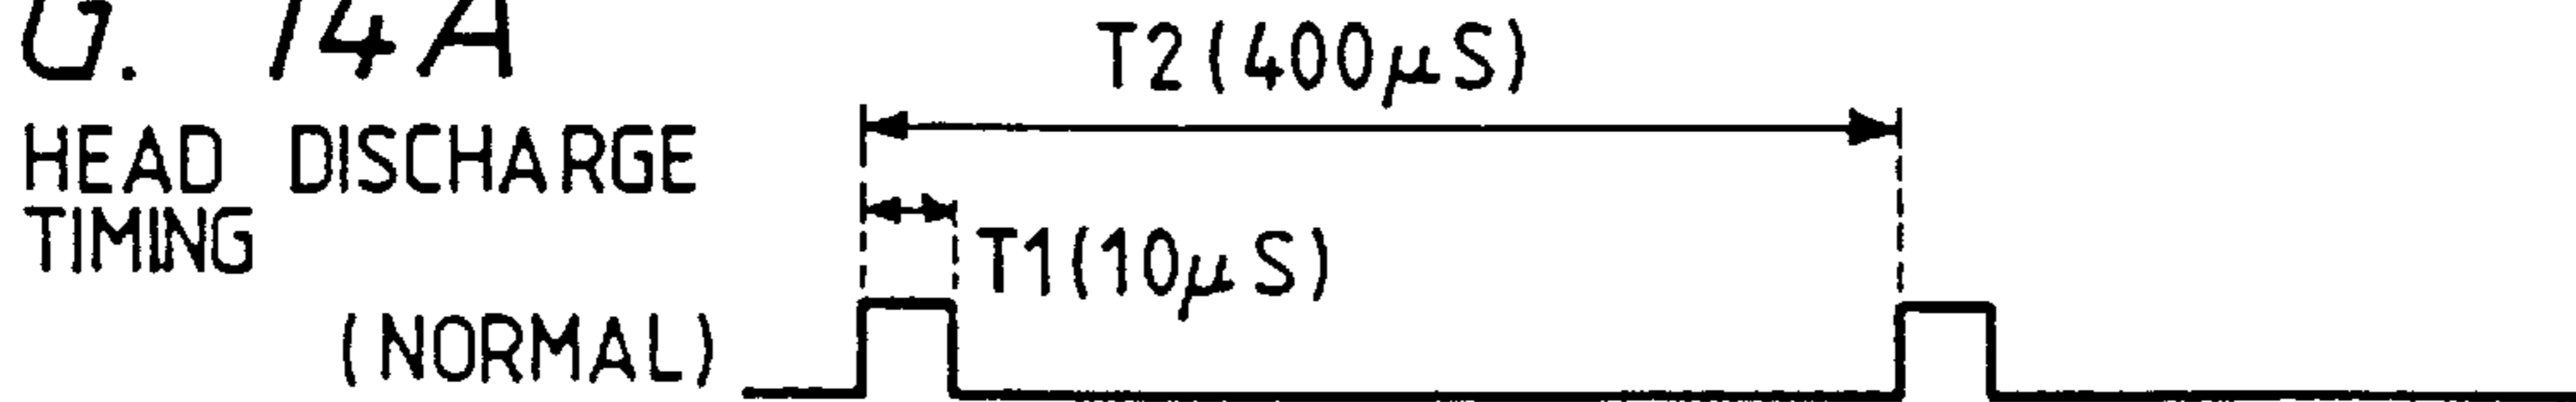 G. 14A
T2(400μS)
HEAD DISCHARGE
TIMING
T1(10μS)
(NORMAL)